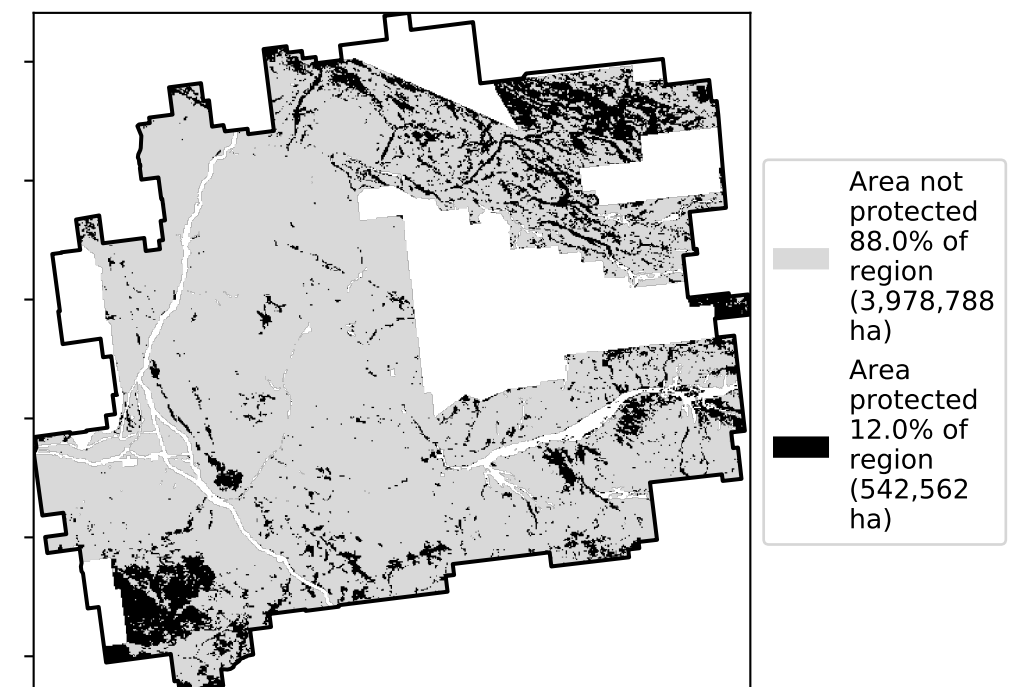 Area not
protected
88.0% of
region
(3,978,788
ha)
Area
protected
12.0% of
region
(542,562
ha)